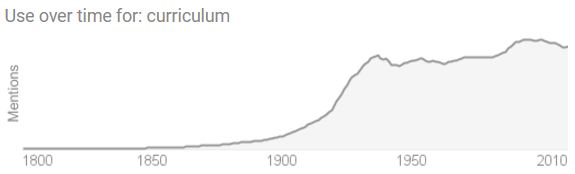 Use over time for: curriculum
Mentions
1800 1850 1900 1950 2010